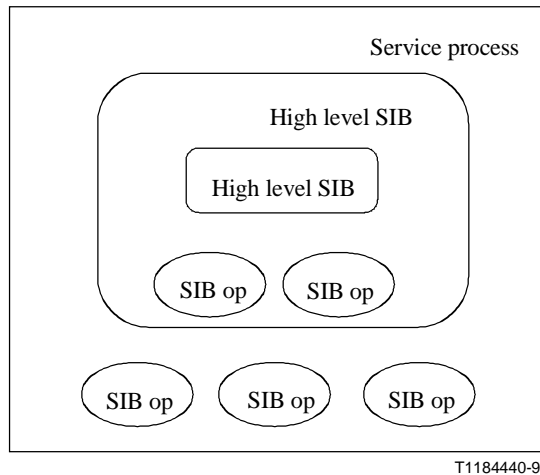 Service process
High level SIB
High level SIB
SIB op SIB op
SIB op SIB op SIB op
T1184440-9